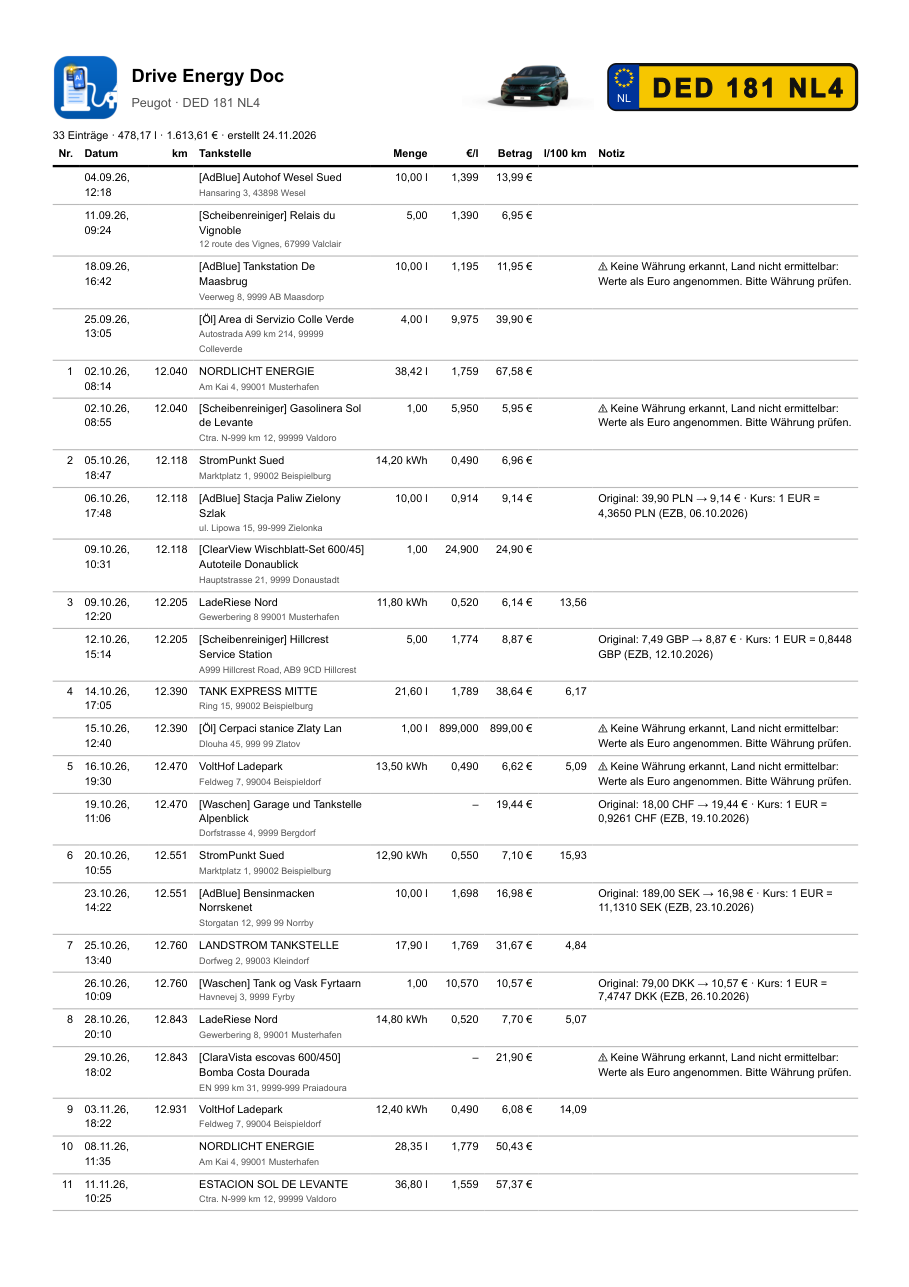 Drive Energy Doc
Peugot · DED 181 NL4
NL
DED 181 NL4
33 Einträge · 478,17 l · 1.613,61 € · erstellt 24.11.2026
Nr. Datum km Tankstelle Menge €/l Betrag l/100 km Notiz
04.09.26, [AdBlue] Autohof Wesel Sued 10,00 l 1,399 13,99 €
12:18 Hansaring 3, 43898 Wesel
11.09.26, [Scheibenreiniger] Relais du 5,00 1,390 6,95 €
09:24 Vignoble
12 route des Vignes, 67999 Valclair
18.09.26, [AdBlue] Tankstation De 10,00 l 1,195 11,95 € ⚠ Keine Währung erkannt, Land nicht ermittelbar:
16:42 Maasbrug Werte als Euro angenommen. Bitte Währung prüfen.
Veerweg 8, 9999 AB Maasdorp
25.09.26, [Öl] Area di Servizio Colle Verde 4,00 l 9,975 39,90 €
13:05 Autostrada A99 km 214, 99999
Colleverde
1 02.10.26, 12.040 NORDLICHT ENERGIE 38,42 l 1,759 67,58 €
08:14 Am Kai 4, 99001 Musterhafen
02.10.26, 12.040 [Scheibenreiniger] Gasolinera Sol 1,00 5,950 5,95 € ⚠ Keine Währung erkannt, Land nicht ermittelbar:
08:55 de Levante Werte als Euro angenommen. Bitte Währung prüfen.
Ctra. N-999 km 12, 99999 Valdoro
2 05.10.26, 12.118 StromPunkt Sued 14,20 kWh 0,490 6,96 €
18:47 Marktplatz 1, 99002 Beispielburg
06.10.26, 12.118 [AdBlue] Stacja Paliw Zielony 10,00 l 0,914 9,14 € Original: 39,90 PLN → 9,14 € · Kurs: 1 EUR =
17:48 Szlak 4,3650 PLN (EZB, 06.10.2026)
ul. Lipowa 15, 99-999 Zielonka
09.10.26, 12.118 [ClearView Wischblatt-Set 600/45] 1,00 24,900 24,90 €
10:31 Autoteile Donaublick
Hauptstrasse 21, 9999 Donaustadt
3 09.10.26, 12.205 LadeRiese Nord 11,80 kWh 0,520 6,14 € 13,56
12:20 Gewerbering 8 99001 Musterhafen
12.10.26, 12.205 [Scheibenreiniger] Hillcrest 5,00 1,774 8,87 € Original: 7,49 GBP → 8,87 € · Kurs: 1 EUR = 0,8448
15:14 Service Station GBP (EZB, 12.10.2026)
A999 Hillcrest Road, AB9 9CD Hillcrest
4 14.10.26, 12.390 TANK EXPRESS MITTE 21,60 l 1,789 38,64 € 6,17
17:05 Ring 15, 99002 Beispielburg
15.10.26, 12.390 [Öl] Cerpaci stanice Zlaty Lan 1,00 l 899,000 899,00 € ⚠ Keine Währung erkannt, Land nicht ermittelbar:
12:40 Dlouha 45, 999 99 Zlatov Werte als Euro angenommen. Bitte Währung prüfen.
5 16.10.26, 12.470 VoltHof Ladepark 13,50 kWh 0,490 6,62 € 5,09 ⚠ Keine Währung erkannt, Land nicht ermittelbar:
19:30 Feldweg 7, 99004 Beispieldorf Werte als Euro angenommen. Bitte Währung prüfen.
19.10.26, 12.470 [Waschen] Garage und Tankstelle – 19,44 € Original: 18,00 CHF → 19,44 € · Kurs: 1 EUR =
11:06 Alpenblick 0,9261 CHF (EZB, 19.10.2026)
Dorfstrasse 4, 9999 Bergdorf
6 20.10.26, 12.551 StromPunkt Sued 12,90 kWh 0,550 7,10 € 15,93
10:55 Marktplatz 1, 99002 Beispielburg
23.10.26, 12.551 [AdBlue] Bensinmacken 10,00 l 1,698 16,98 € Original: 189,00 SEK → 16,98 € · Kurs: 1 EUR =
14:22 Norrskenet 11,1310 SEK (EZB, 23.10.2026)
Storgatan 12, 999 99 Norrby
7 25.10.26, 12.760 LANDSTROM TANKSTELLE 17,90 l 1,769 31,67 € 4,84
13:40 Dorfweg 2, 99003 Kleindorf
26.10.26, 12.760 [Waschen] Tank og Vask Fyrtaarn 1,00 10,570 10,57 € Original: 79,00 DKK → 10,57 € · Kurs: 1 EUR =
10:09 Havnevej 3, 9999 Fyrby 7,4747 DKK (EZB, 26.10.2026)
8 28.10.26, 12.843 LadeRiese Nord 14,80 kWh 0,520 7,70 € 5,07
20:10 Gewerbering 8, 99001 Musterhafen
29.10.26, 12.843 [ClaraVista escovas 600/450] – 21,90 € ⚠ Keine Währung erkannt, Land nicht ermittelbar:
18:02 Bomba Costa Dourada Werte als Euro angenommen. Bitte Währung prüfen.
EN 999 km 31, 9999-999 Praiadoura
9 03.11.26, 12.931 VoltHof Ladepark 12,40 kWh 0,490 6,08 € 14,09
18:22 Feldweg 7, 99004 Beispieldorf
10 08.11.26, NORDLICHT ENERGIE 28,35 l 1,779 50,43 €
11:35 Am Kai 4, 99001 Musterhafen
11 11.11.26, ESTACION SOL DE LEVANTE 36,80 l 1,559 57,37 €
10:25 Ctra. N-999 km 12, 99999 Valdoro